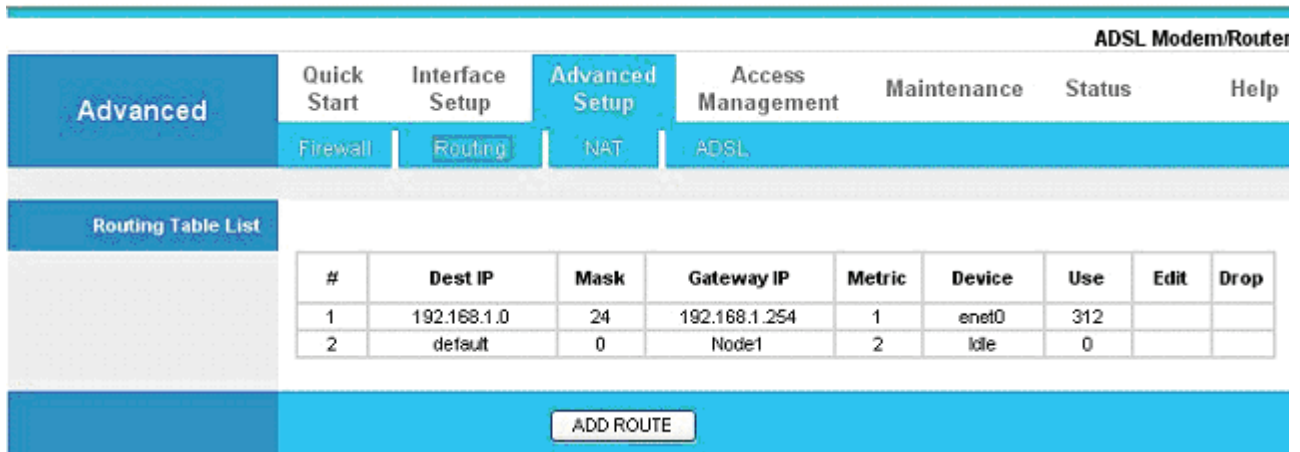 ADSL Modem/Router
Advanced
Quick Start
Interface Setup
Advanced Setup
Access Management
Maintenance
Status
Help
Firewall
Routing
NAT
ADSL
Routing Table List
# Dest IP Mask Gateway IP Metric Device Use Edit Drop
1 192.168.1.0 24 192.168.1.254 1 enet0 312
2 default 0 Node1 2 Idle 0
ADD ROUTE